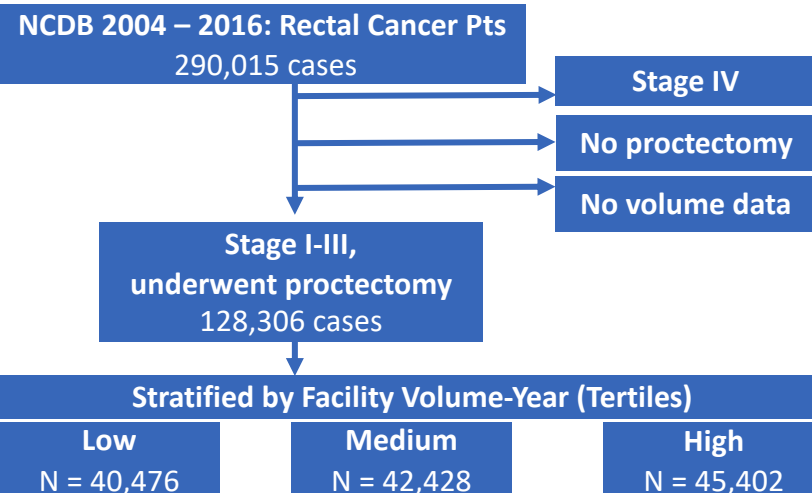 NCDB 2004 – 2016: Rectal Cancer Pts
290,015 cases
Stage IV
No proctectomy
No volume data
Stage I-III,
underwent proctectomy
128,306 cases
Stratified by Facility Volume-Year (Tertiles)
Low
N = 40,476
Medium
N = 42,428
High
N = 45,402